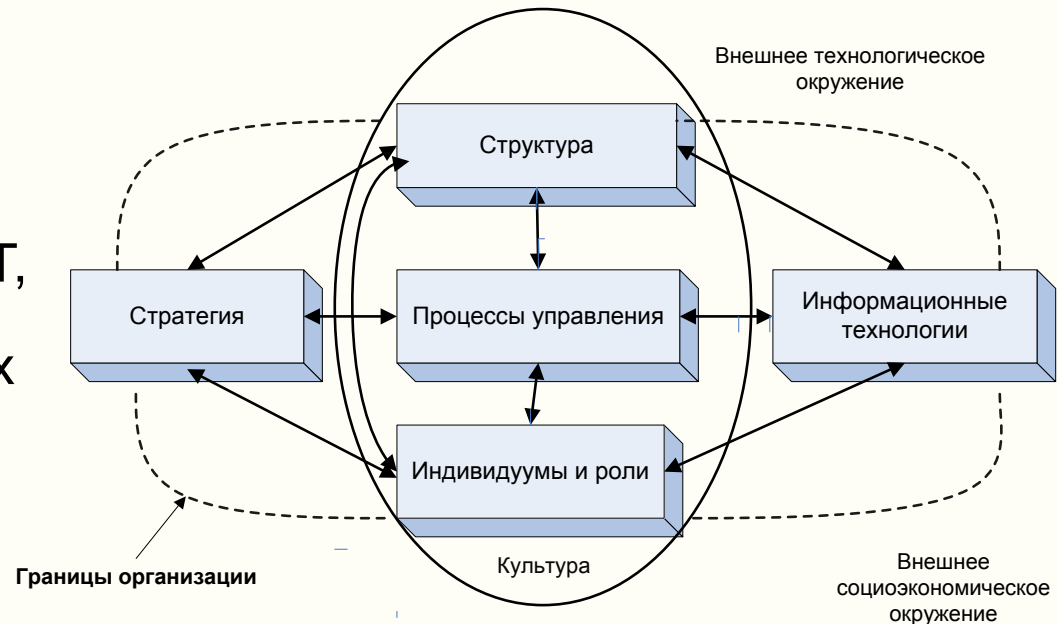 Внешнее технологическое
окружение
Структура
Т,
х
Стратегия
Процессы управления
Информационные
технологии
Индивидуумы и роли
Культура
Границы организации
Внешнее
социоэкономическое
окружение